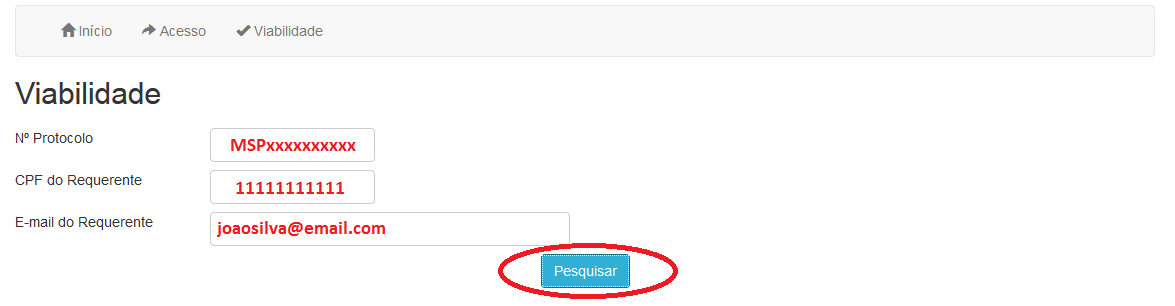 Início Acesso Viabilidade
Viabilidade
Nº Protocolo MSPxxxxxxxxxx
CPF do Requerente 11111111111
E-mail do Requerente joaosilva@email.com
Pesquisar